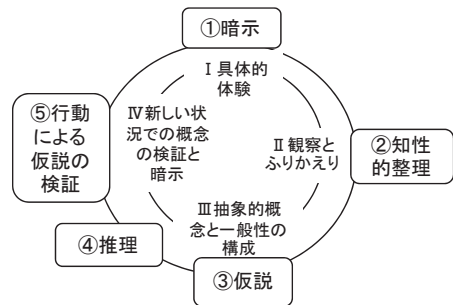 ①暗示
Ⅰ具体的
体験
⑤行動
による
仮説の
検証
Ⅳ新しい状
況での概念
の検証と
暗示
Ⅱ観察と
ふりかえり
②知性
的整理
Ⅲ抽象的概
念と一般性の
構成
④推理
③仮説